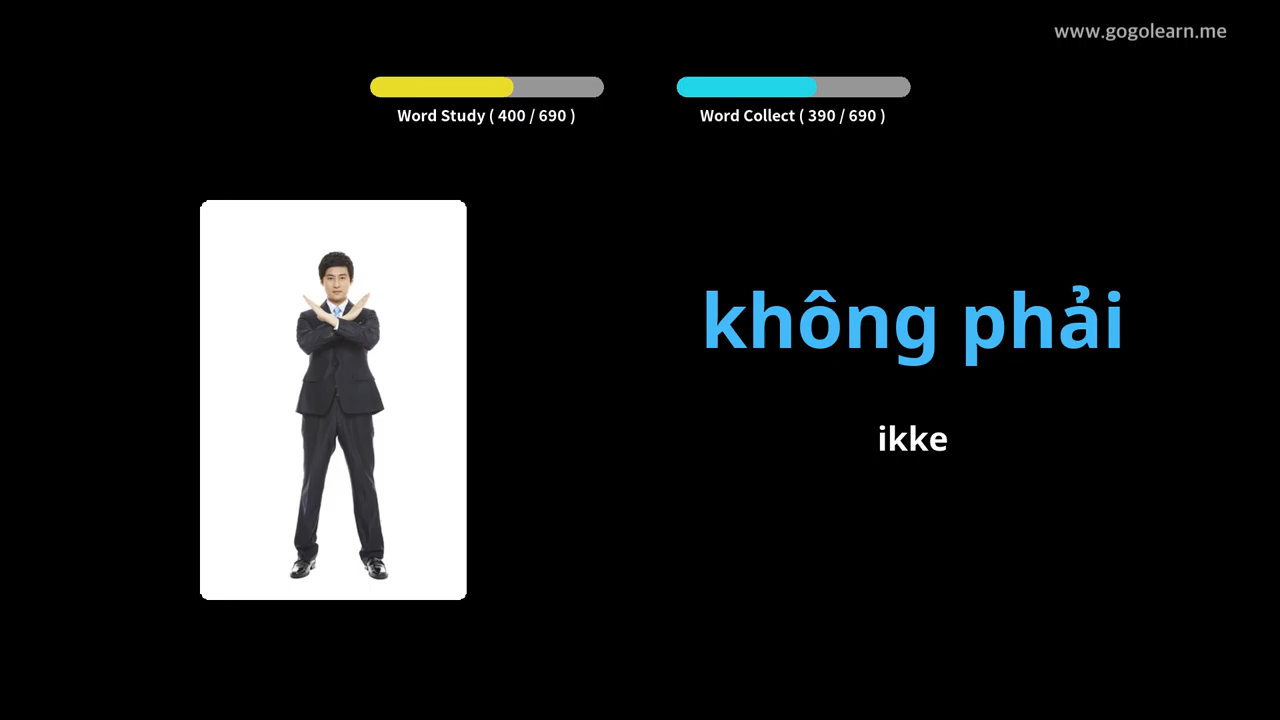 www.gogolearn.me
Word Study ( 400 / 690 )
Word Collect ( 390 / 690 )
không phải
ikke